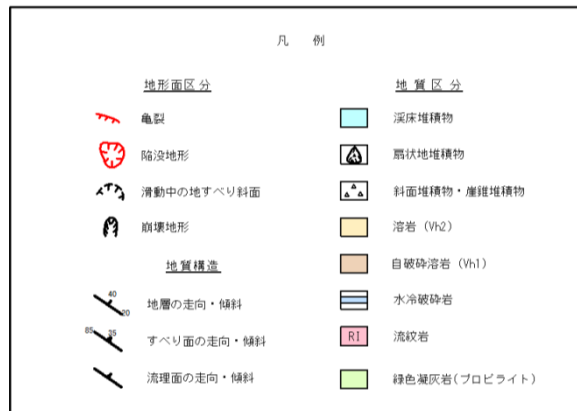 凡 例
地形面区分
亀裂
陥没地形
滑動中の地すべり斜面
崩壊地形
地質構造
40
20
地層の走向・傾斜
85 35
すべり面の走向・傾斜
流理面の走向・傾斜
地質区分
渓床堆積物
扇状地堆積物
斜面堆積物・崖錐堆積物
溶岩（Vh2）
自破砕溶岩（Vh1）
水冷破砕岩
RI 流紋岩
緑色凝灰岩(プロピライト)